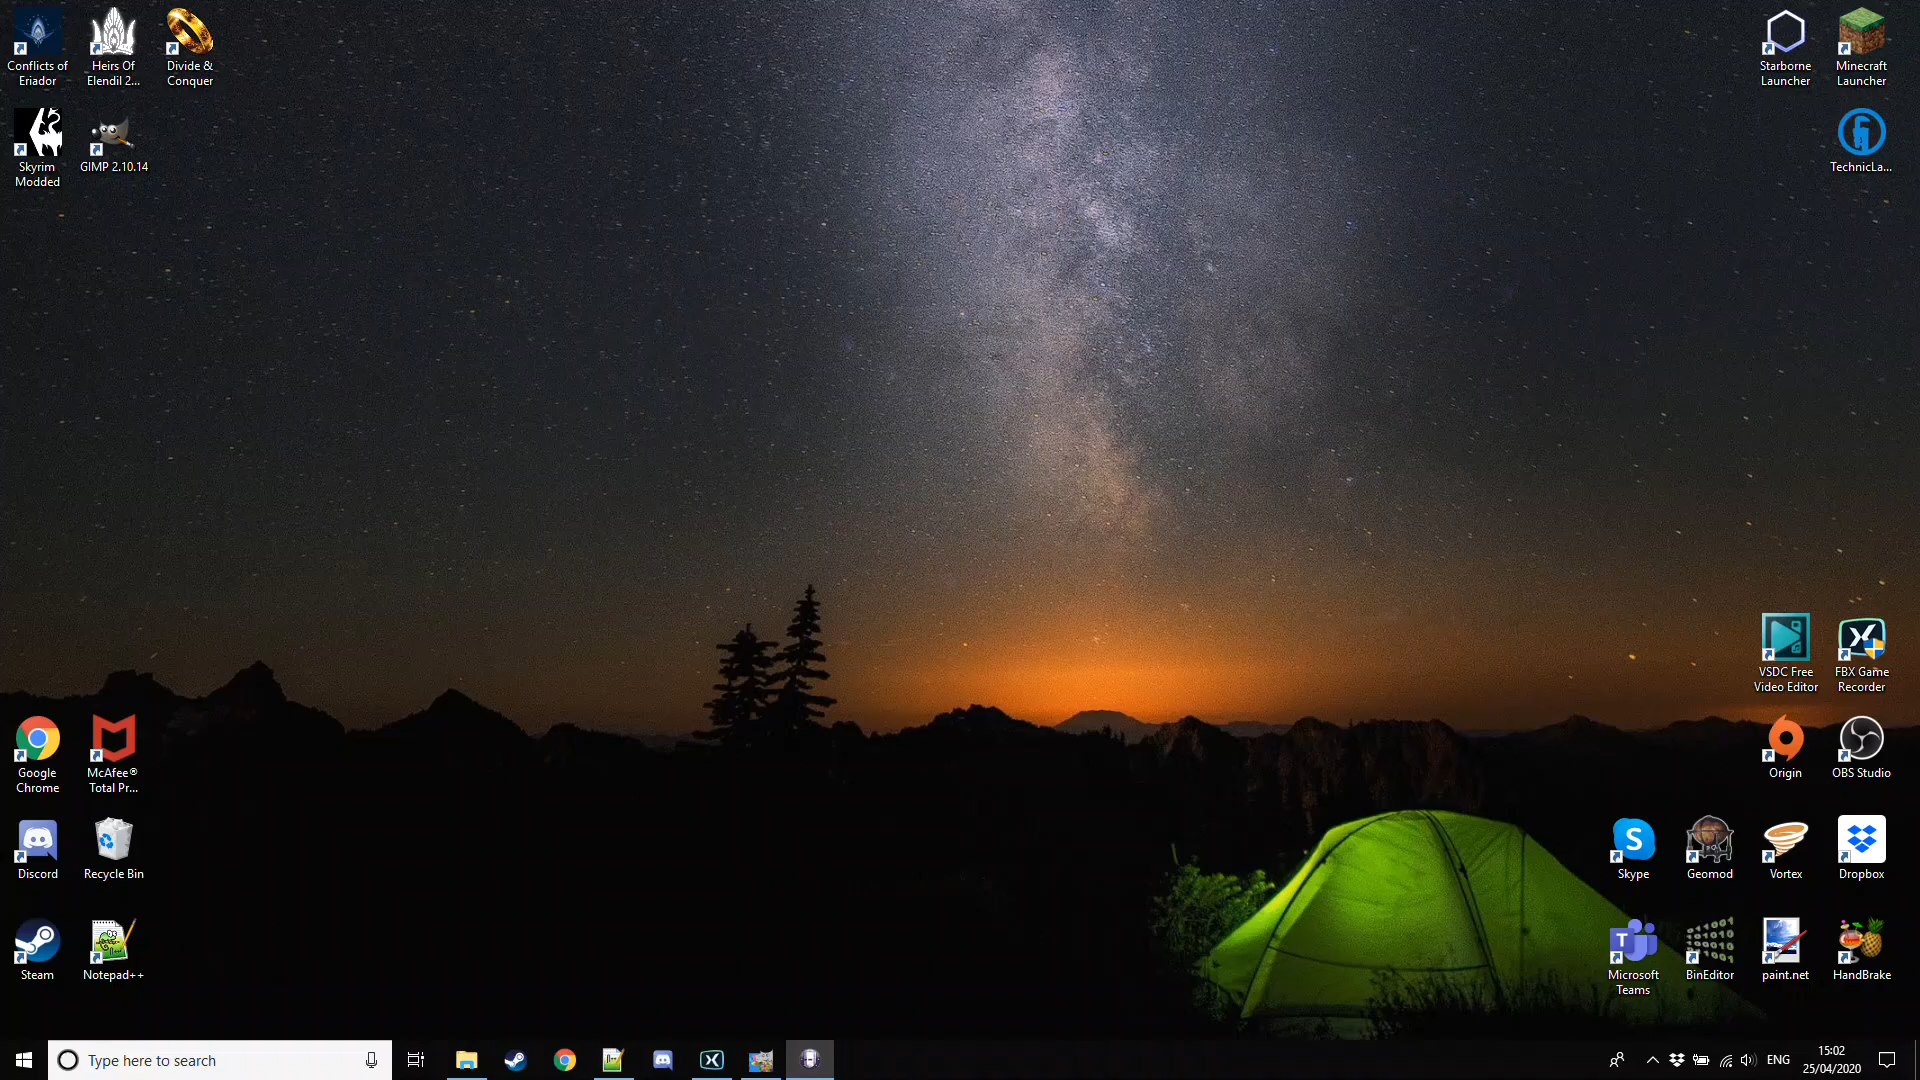 Conflicts of
Eriador
Heirs Of
Elendil 2...
Divide &
Conquer
Starborne
Launcher
Minecraft
Launcher
Skyrim
Modded
GIMP 2.10.14
TechnicLa...
VSDC Free
Video Editor
FBX Game
Recorder
Google
Chrome
McAfee®
Total Pr...
Origin
OBS Studio
Discord
Recycle Bin
Skype
Geomod
Vortex
Dropbox
Steam
Notepad++
Microsoft
Teams
BinEditor
paint.net
HandBrake
Type here to search
ENG
15:02
25/04/2020